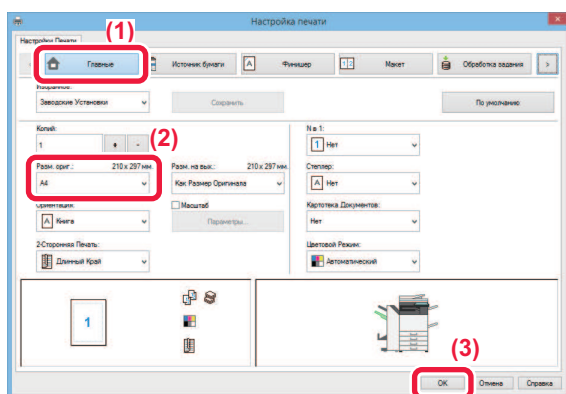 Настройка печати
Настройки Печати
(1)
Главные
Источник бумаги
Финишер
Макет
Обработка задания
Избранное:
Заводские Установки
Сохранить
По умолчанию
Копий:
1
(2)
Разм. ориг.: 210 x 297 мм.
A4
Разм. на вых.: 210 x 297 мм.
Как Размер Оригинала
Ориентация:
Книга
Масштаб
Параметры...
2-Сторонняя Печать:
Длинный Край
N в 1:
Нет
Степлер:
Нет
Картотека Документов:
Нет
Цветовой Режим:
Автоматический
1
(3)
OK
Отмена
Справка